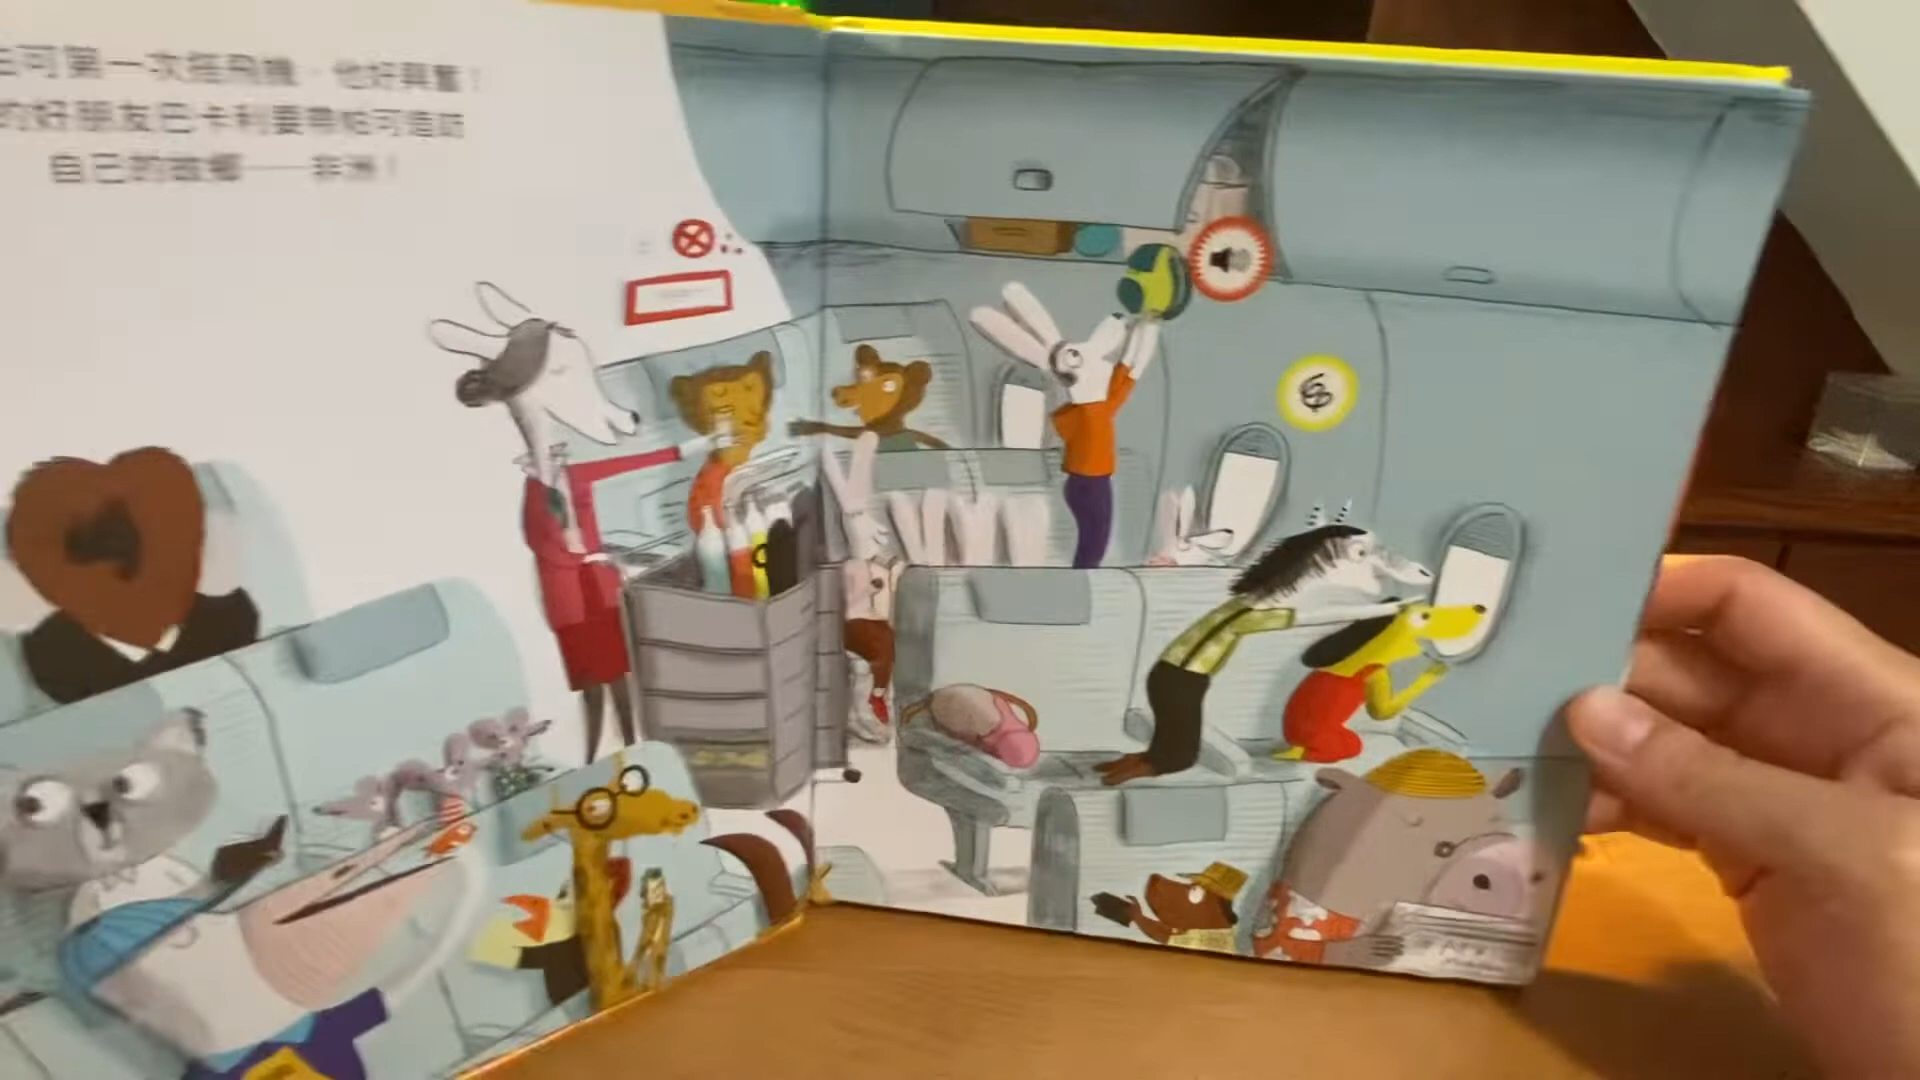 可第一次搭飛機，他好興奮！
的好朋友巴卡利要帶帕可造訪
自己的故鄉——非洲！